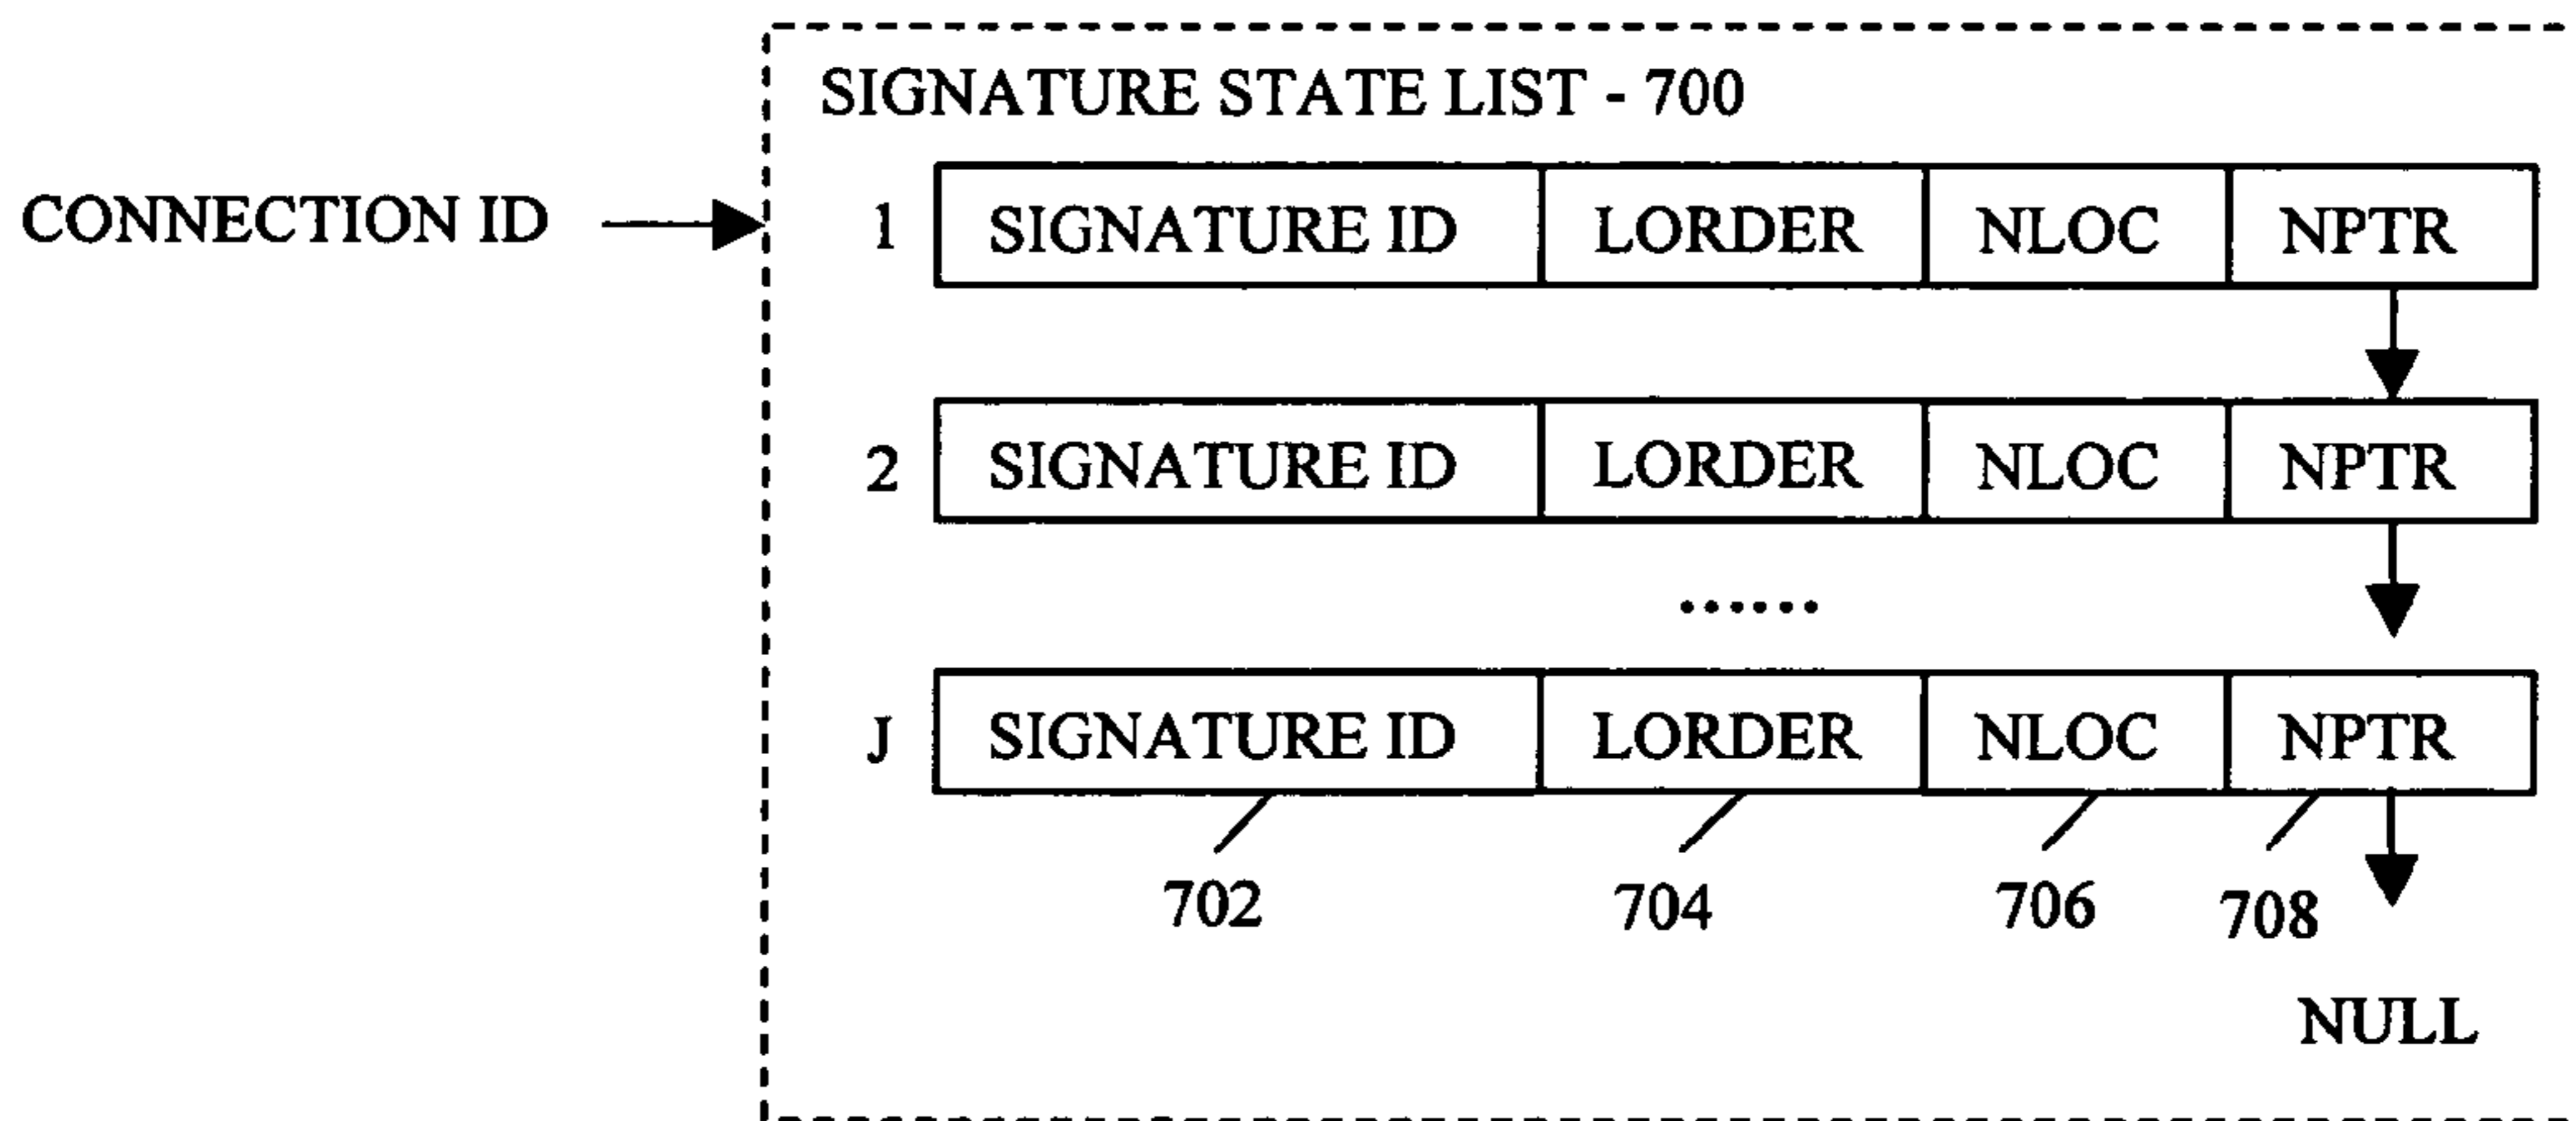 SIGNATURE STATE LIST - 700
CONNECTION ID
1 SIGNATURE ID LORDER NLOC NPTR
2 SIGNATURE ID LORDER NLOC NPTR
......
J SIGNATURE ID LORDER NLOC NPTR
702 704 706 708
NULL